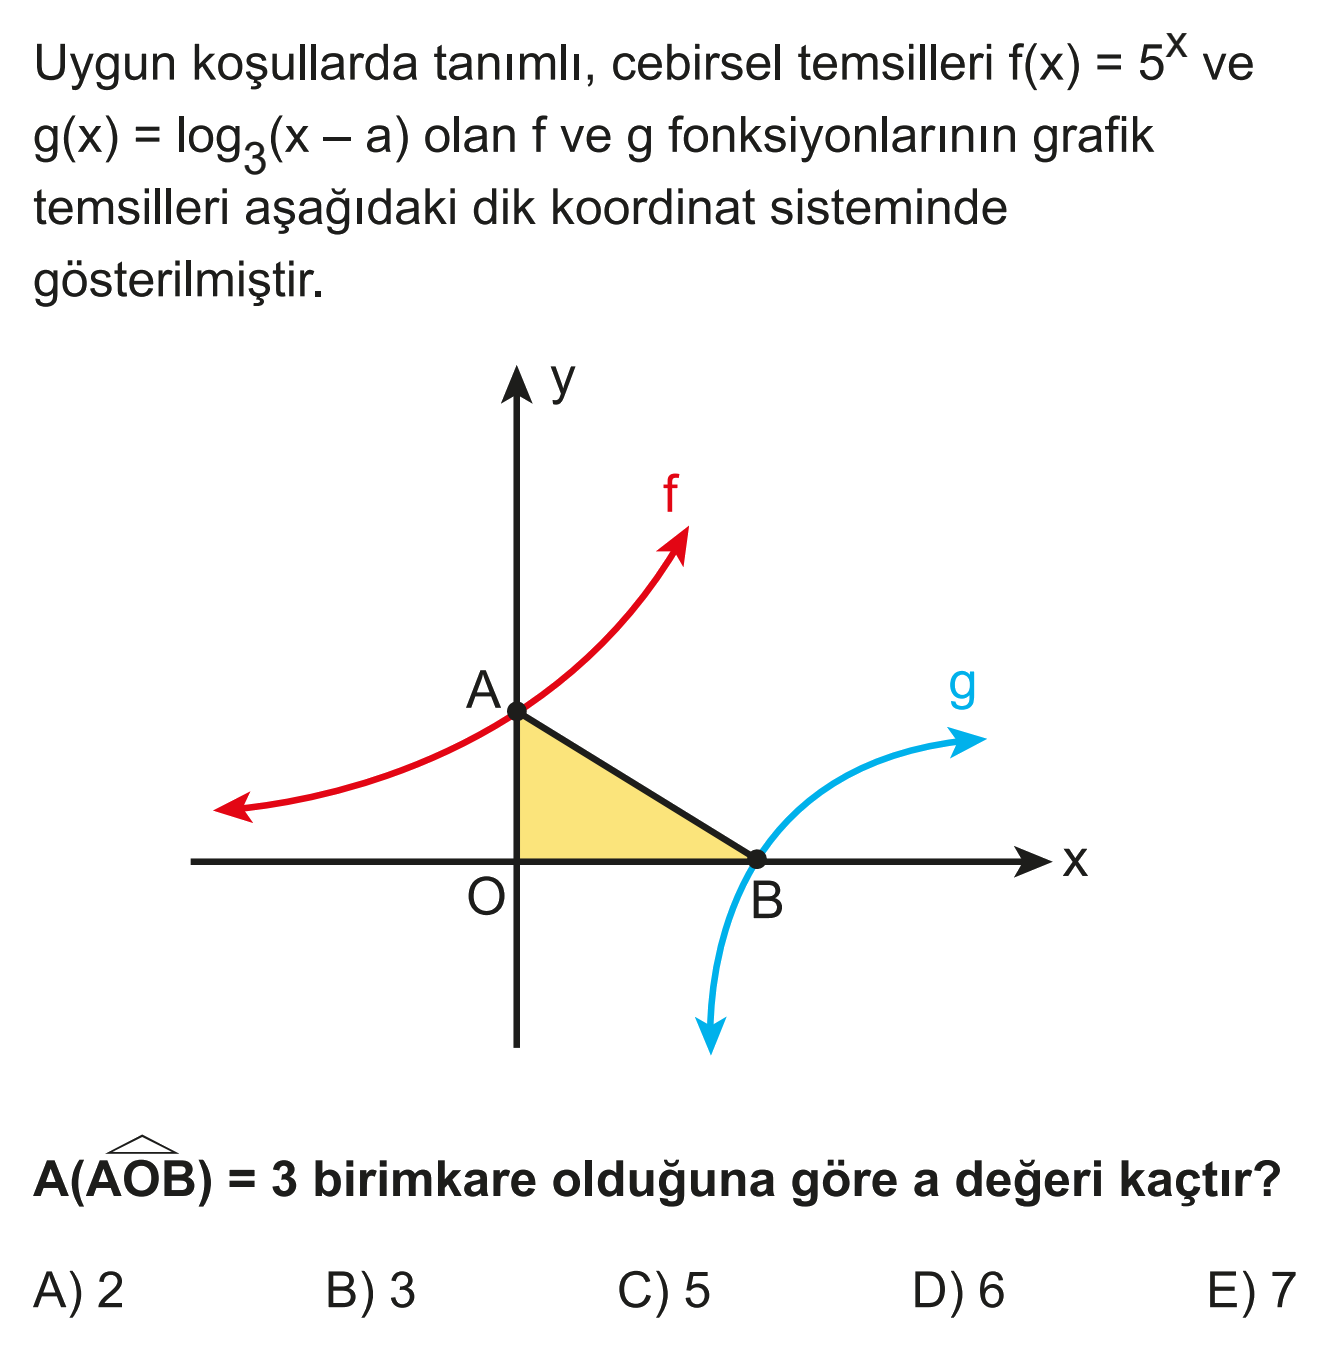 Uygun koşullarda tanımlı, cebirsel temsilleri f(x) = 5^x ve
g(x) = log₃(x – a) olan f ve g fonksiyonlarının grafik
temsilleri aşağıdaki dik koordinat sisteminde
gösterilmiştir.
y
f
A
g
x
O
B
A(AOB) = 3 birimkare olduğuna göre a değeri kaçtır?
A) 2 B) 3 C) 5 D) 6 E) 7